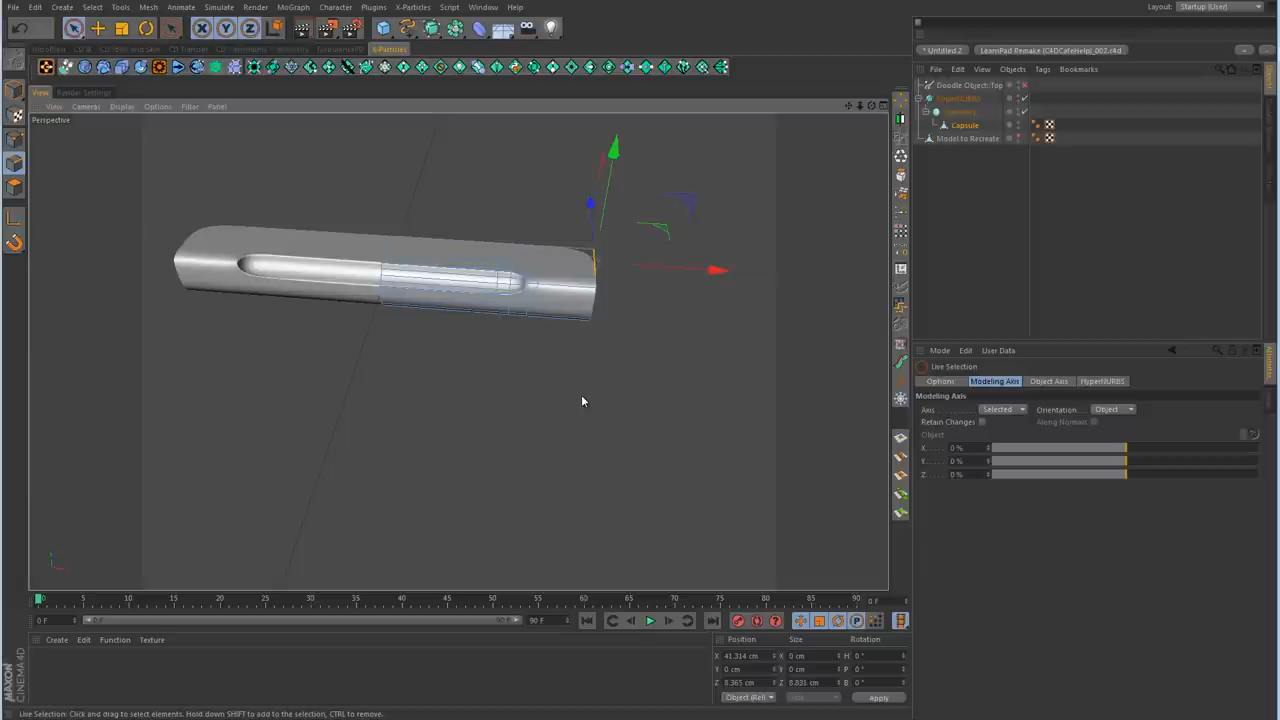 File Edit Create Select Tools Mesh Animate Simulate Render MoGraph Character Plugins X-Particles Script Window Help
Layout: Startup (User)
X-Particles
* Untitled 2 LearnPad Remake [C4DCafeHelp]_002.c4d
View Render Settings
File Edit View Objects Tags Bookmarks
View Cameras Display Options Filter Panel
Perspective
Doodle Object:Top
HyperNURBS
Capsule
Model to Recreate
Mode Edit User Data
Live Selection
Options Modeling Axis Object Axis HyperNURBS
Modeling Axis
Axis Selected Orientation Object
Retain Changes Along Normals
Object
X 0 %
Y 0 %
Z 0 %
0 5 10 15 20 25 30 35 40 45 50 55 60 65 70 75 80 85 90 0 F
0 F 0 F 90 F 90 F
Create Edit Function Texture
Position Size Rotation
X 41.314 cm X 0 cm H 0 °
Y 0 cm Y 0 cm P 0 °
Z 8.365 cm Z 8.831 cm B 0 °
Object (Rel) Apply
MAXON
CINEMA 4D
Live Selection: Click and drag to select elements. Hold down SHIFT to add to the selection, CTRL to remove.